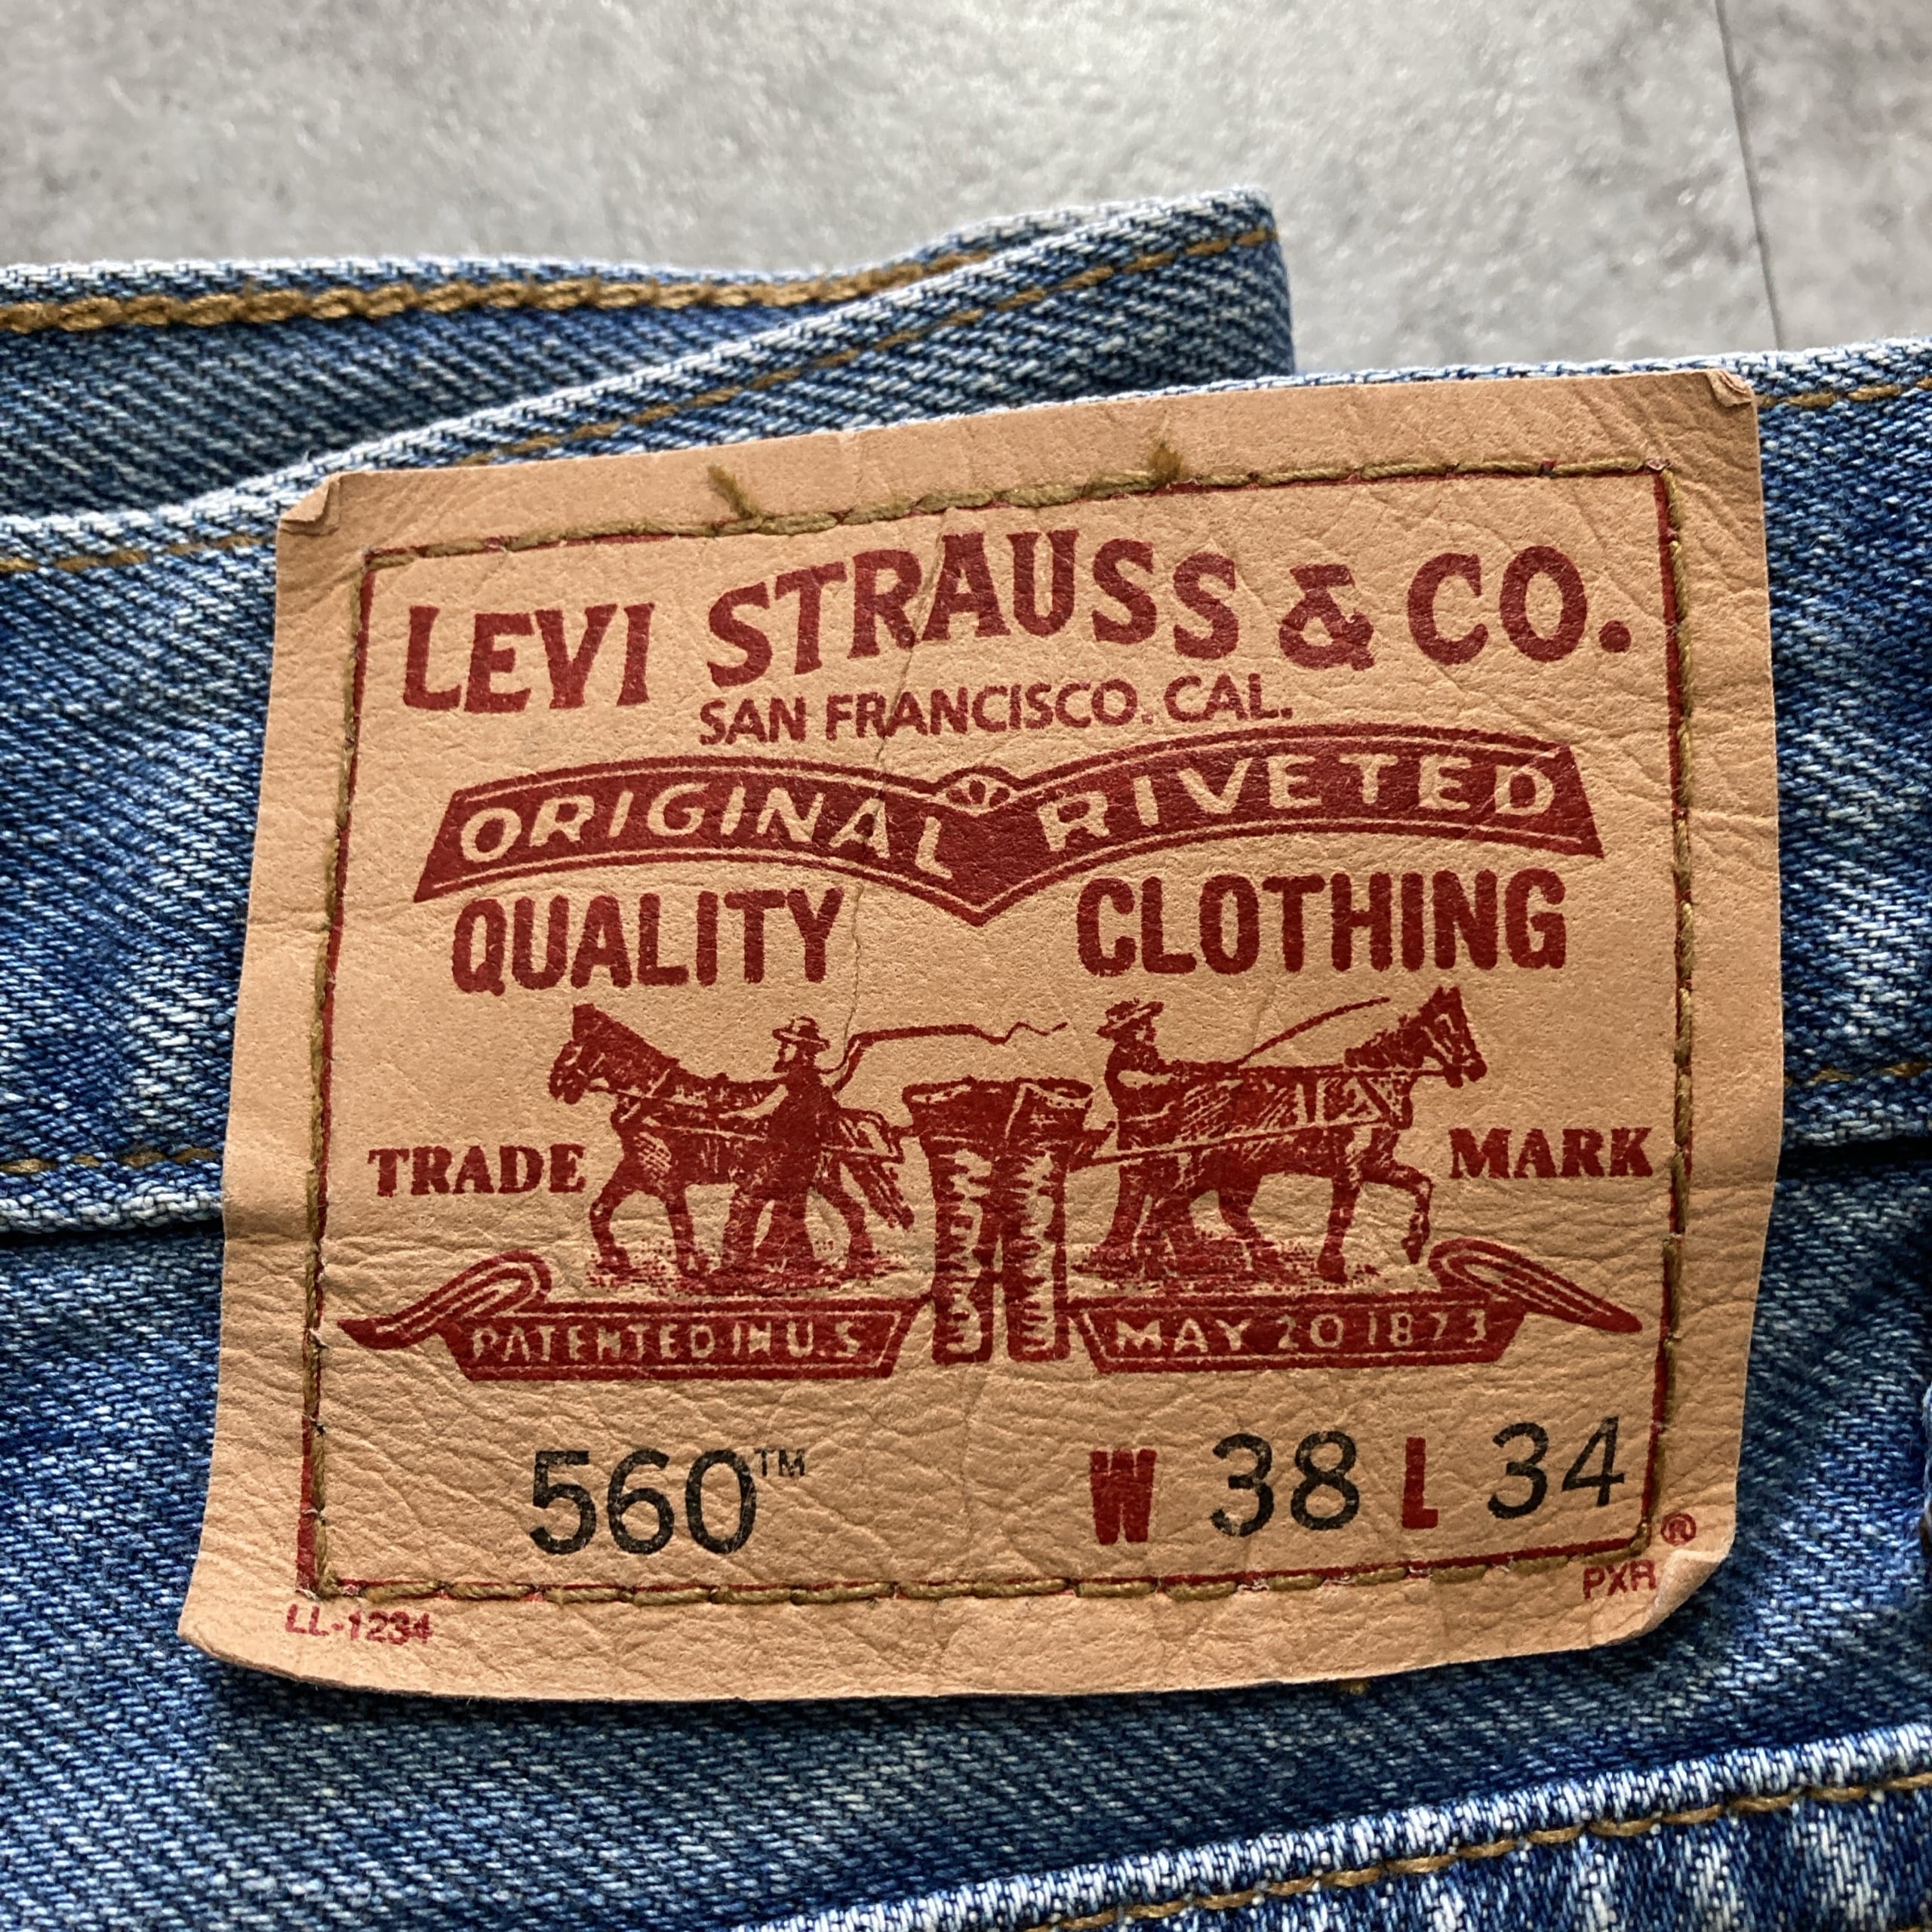 LEVI STRAUSS & CO.
SAN FRANCISCO. CAL.
ORIGINAL RIVETED
QUALITY CLOTHING
TRADE MARK
PATENTED IN U.S MAY 20 1873
560™ W 38 L 34
®
PXR
LL-1234